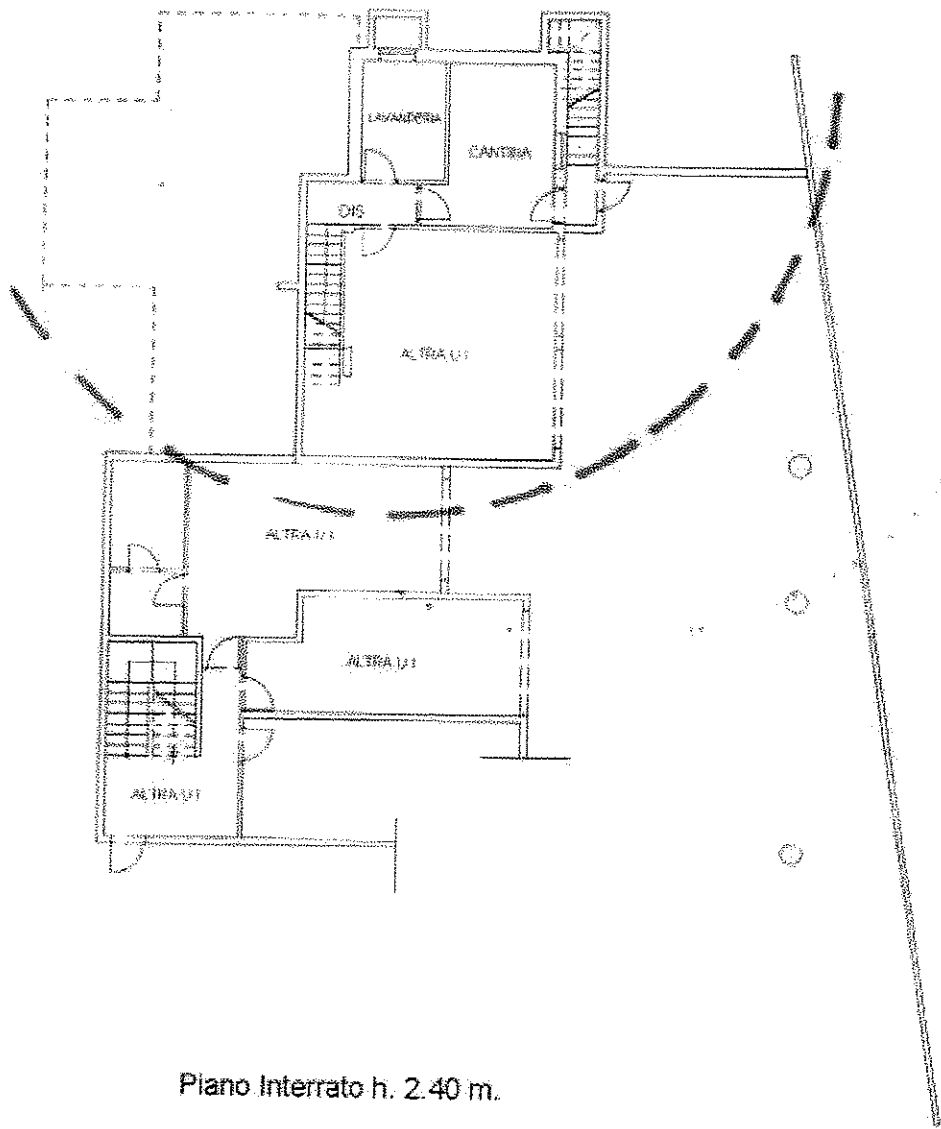 LAVANDERIA
CANTINA
DIS
ALTRA U.I
ALTRA U.I
ALTRA U.I
ALTRA U.I
Piano Interrato h. 2.40 m.